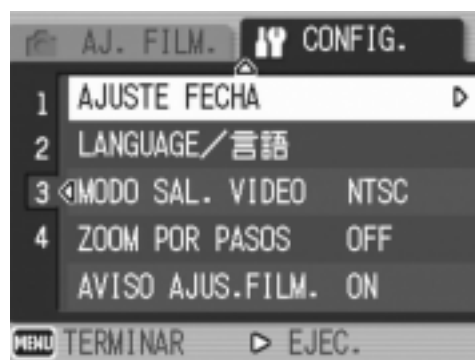 AJ. FILM. CONFIG.
1 AJUSTE FECHA
2 LANGUAGE/言語
3 MODO SAL. VIDEO NTSC
4 ZOOM POR PASOS OFF
AVISO AJUS.FILM. ON
MENU TERMINAR EJEC.